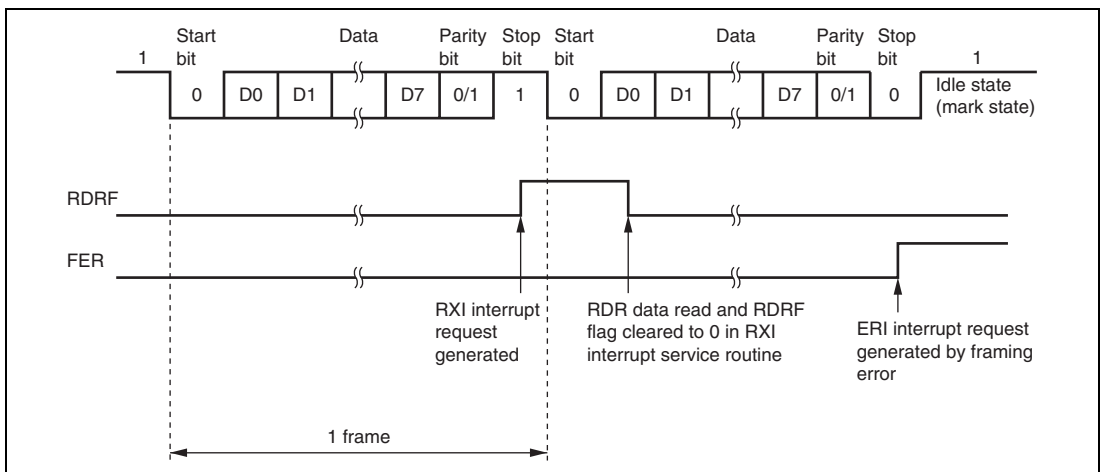 Start bit
Data
Parity bit
Stop bit
Start bit
Data
Parity bit
Stop bit
1
1
0
D0
D1
D7
0/1
1
0
D0
D1
D7
0/1
0
Idle state
(mark state)
RDRF
FER
RXI interrupt
request
generated
RDR data read and RDRF
flag cleared to 0 in RXI
interrupt service routine
ERI interrupt request
generated by framing
error
1 frame